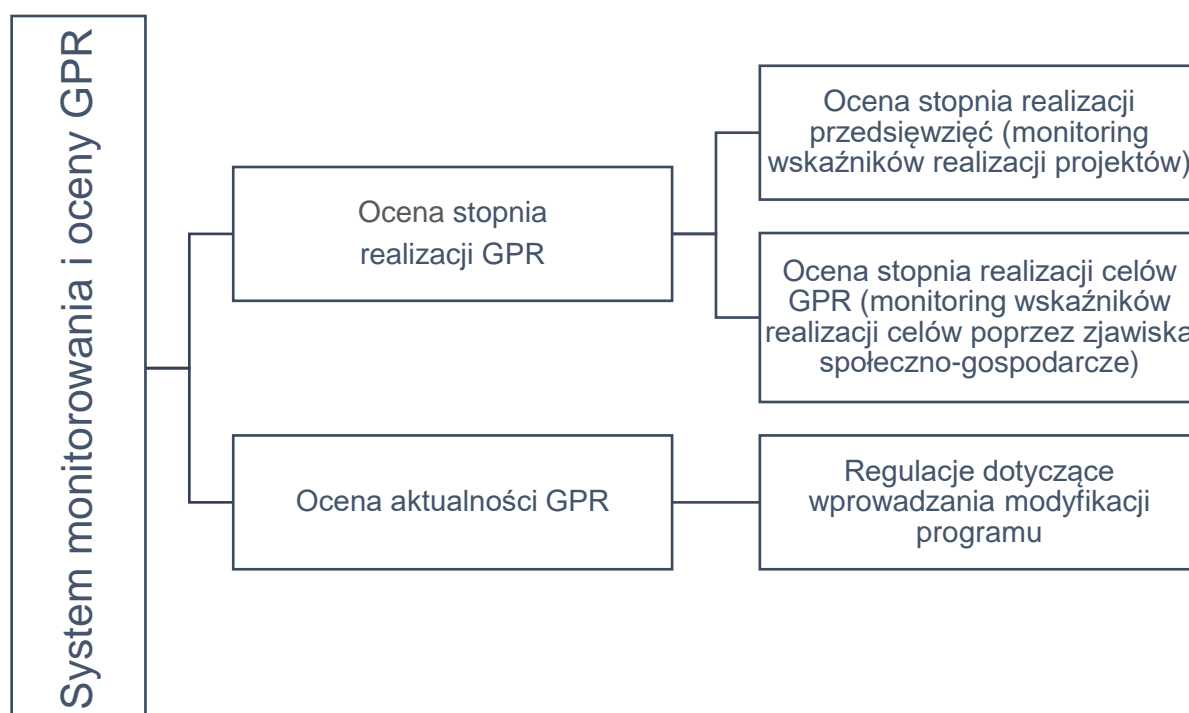 System monitorowania i oceny GPR
Ocena stopnia
realizacji GPR
Ocena stopnia realizacji
przedsięwzięć (monitoring
wskaźników realizacji projektów)
Ocena stopnia realizacji celów
GPR (monitoring wskaźników
realizacji celów poprzez zjawiska
społeczno-gospodarcze)
Ocena aktualności GPR
Regulacje dotyczące
wprowadzania modyfikacji
programu